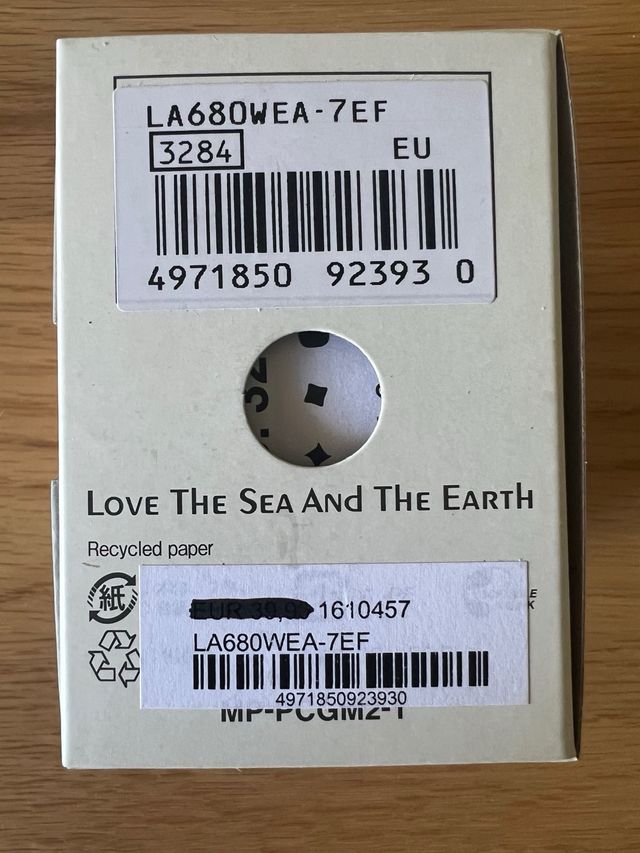 LA680WEA-7EF
3284 EU
4971850 92393 0
LOVE THE SEA ANd THE EARTh
Recycled paper
紙
1610457
LA680WEA-7EF
4971850923930